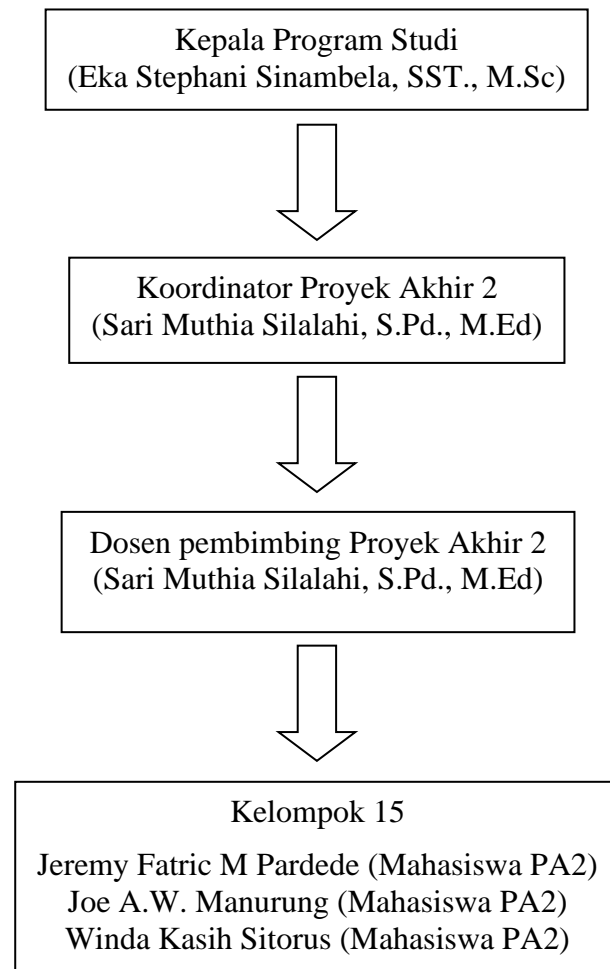 Kepala Program Studi
(Eka Stephani Sinambela, SST., M.Sc)
Koordinator Proyek Akhir 2
(Sari Muthia Silalahi, S.Pd., M.Ed)
Dosen pembimbing Proyek Akhir 2
(Sari Muthia Silalahi, S.Pd., M.Ed)
Kelompok 15
Jeremy Fatric M Pardede (Mahasiswa PA2)
Joe A.W. Manurung (Mahasiswa PA2)
Winda Kasih Sitorus (Mahasiswa PA2)